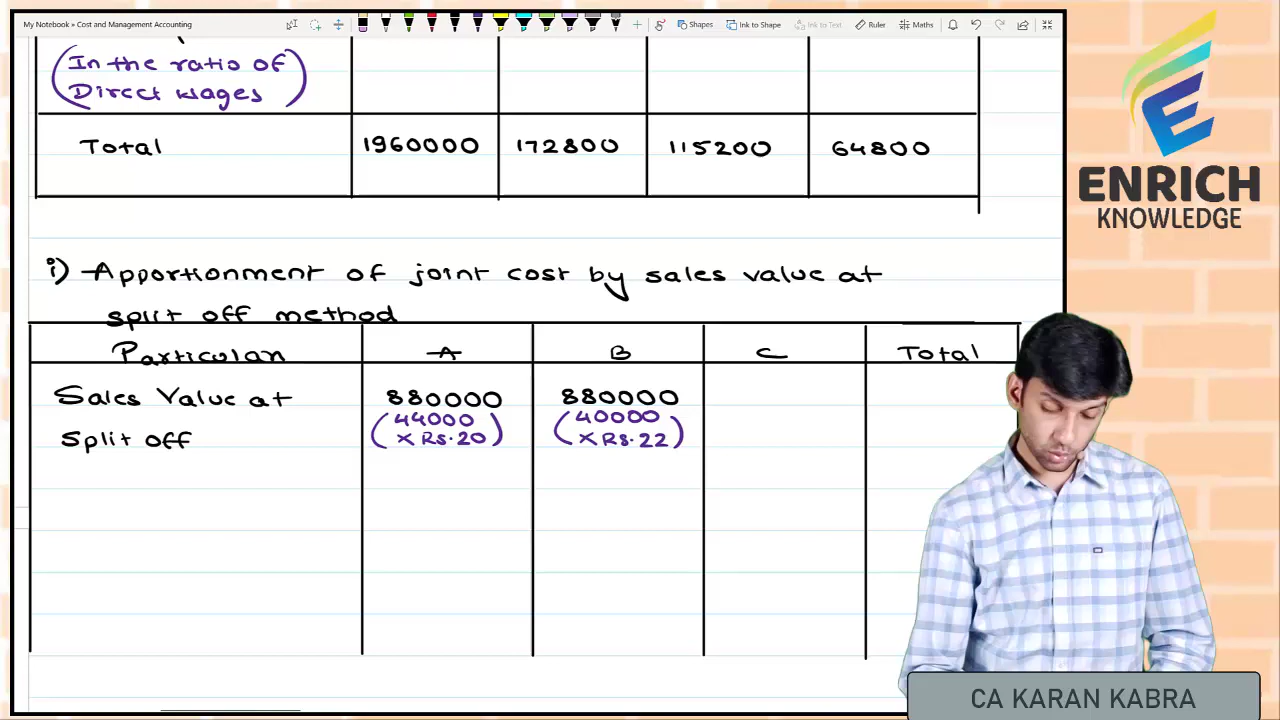 My Notebook » Cost and Management Accounting
Shapes
Ink to Shape
Ink to Text
Ruler
Maths
(In the ratio of
Direct wages)
Total 1960000 172800 115200 64800
i) Apportionment of joint cost by sales value at
split off method
Particulars A B C Total
Sales Value at 880000 880000
split off (44000 × Rs. 20) (40000 × Rs. 22)
ENRICH
KNOWLEDGE
CA KARAN KABRA